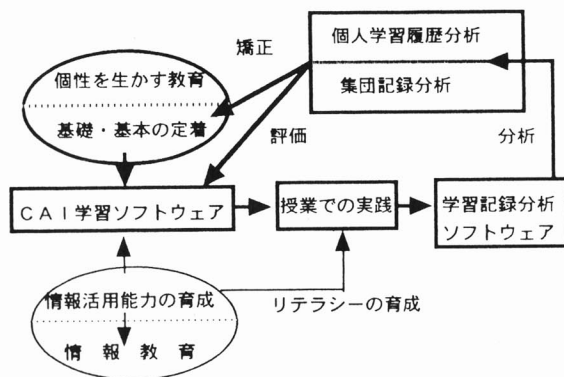 矯正
個人学習履歴分析
集団記録分析
個性を生かす教育
基礎・基本の定着
評価
分析
CAI学習ソフトウェア
授業での実践
学習記録分析
ソフトウェア
情報活用能力の育成
リテラシーの育成
情報教育